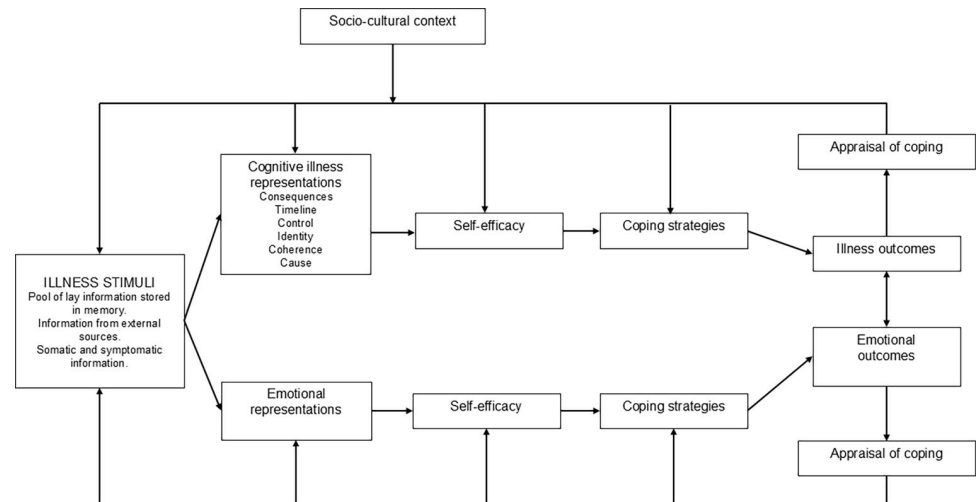 Socio-cultural context
Appraisal of coping
Cognitive illness
representations
Consequences
Timeline
Control
Identity
Coherence
Cause
Self-efficacy
Coping strategies
Illness outcomes
ILLNESS STIMULI
Pool of lay information stored
in memory.
Information from external
sources.
Somatic and symptomatic
information.
Emotional
outcomes
Emotional
representations
Self-efficacy
Coping strategies
Appraisal of coping